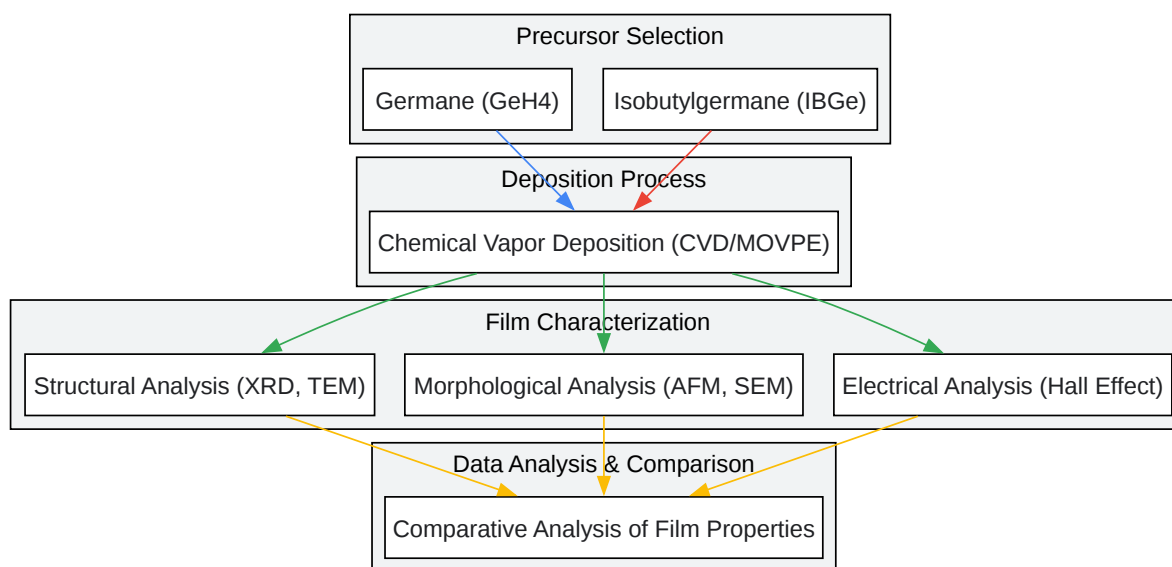 Precursor Selection
Germane (GeH4)
Isobutylgermane (IBGe)
Deposition Process
Chemical Vapor Deposition (CVD/MOVPE)
Film Characterization
Structural Analysis (XRD, TEM)
Morphological Analysis (AFM, SEM)
Electrical Analysis (Hall Effect)
Data Analysis & Comparison
Comparative Analysis of Film Properties